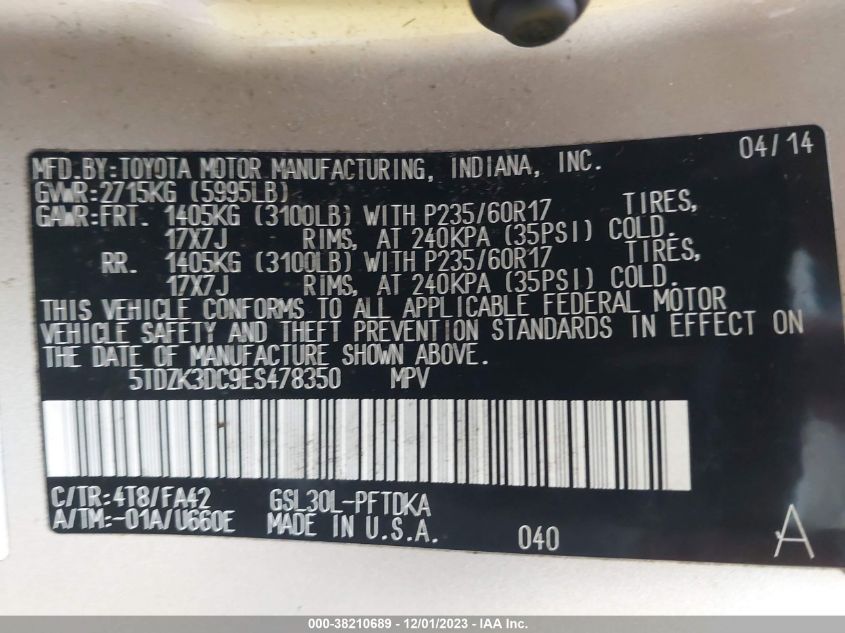 MFD.BY:TOYOTA MOTOR MANUFACTURING, INDIANA, INC. 04/14
GVWR:2715KG (5995LB)
GAWR:FRT. 1405KG (3100LB) WITH P235/60R17 TIRES,
17X7J RIMS, AT 240KPA (35PSI) COLD.
RR. 1405KG (3100LB) WITH P235/60R17 TIRES,
17X7J RIMS, AT 240KPA (35PSI) COLD.
THIS VEHICLE CONFORMS TO ALL APPLICABLE FEDERAL MOTOR
VEHICLE SAFETY AND THEFT PREVENTION STANDARDS IN EFFECT ON
THE DATE OF MANUFACTURE SHOWN ABOVE.
5TDZK3DC9ES478350 MPV
C/TR:4T8/FA42 GSL30L-PFTDKA
A/TM:-01A/U660E MADE IN U.S.A. 040 A
000-38210689 - 12/01/2023 - IAA Inc.